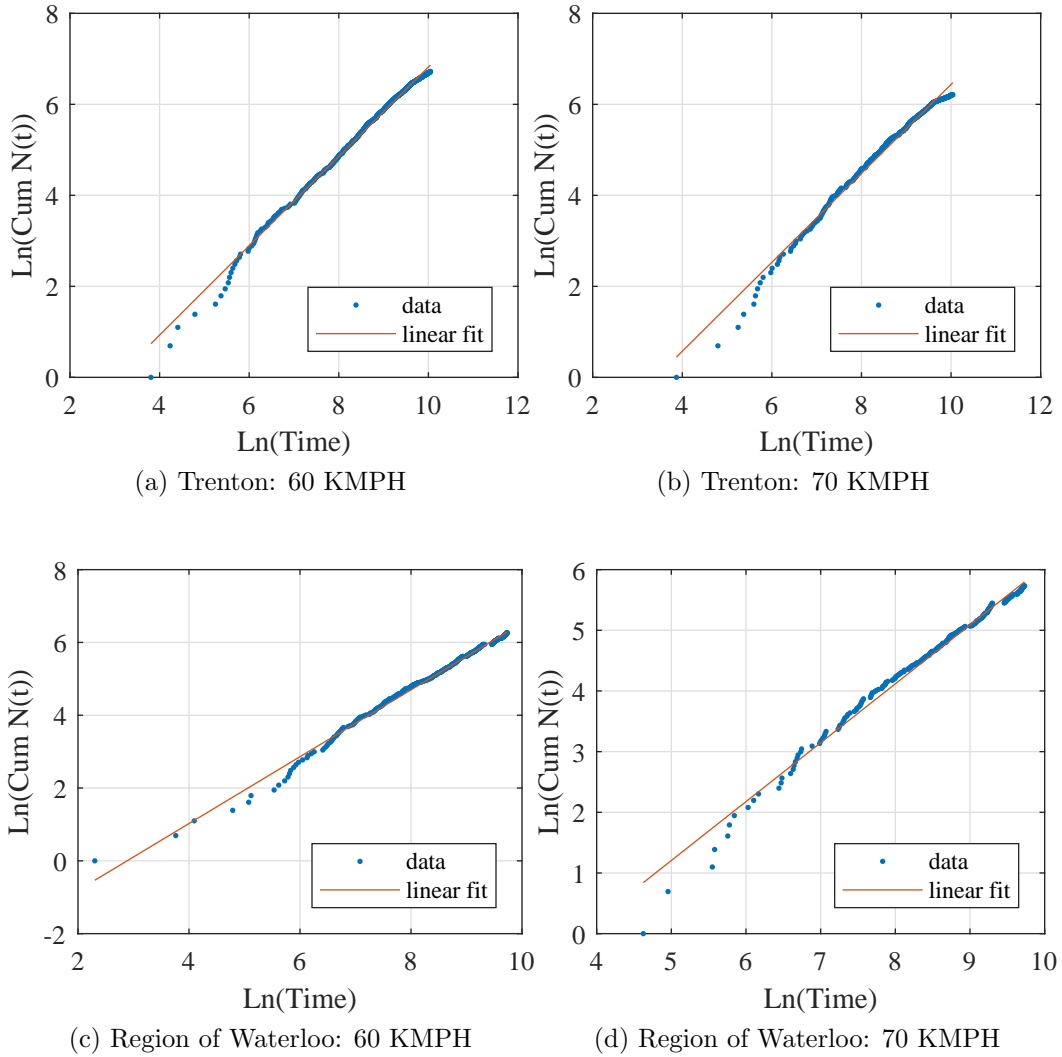 8
6
4
2
0
Ln(Cum N(t))
data
linear fit
2 4 6 8 10 12
Ln(Time)
(a) Trenton: 60 KMPH
8
6
4
2
0
Ln(Cum N(t))
data
linear fit
2 4 6 8 10 12
Ln(Time)
(b) Trenton: 70 KMPH
8
6
4
2
0
-2
Ln(Cum N(t))
data
linear fit
2 4 6 8 10
Ln(Time)
(c) Region of Waterloo: 60 KMPH
6
5
4
3
2
1
0
Ln(Cum N(t))
data
linear fit
4 5 6 7 8 9 10
Ln(Time)
(d) Region of Waterloo: 70 KMPH